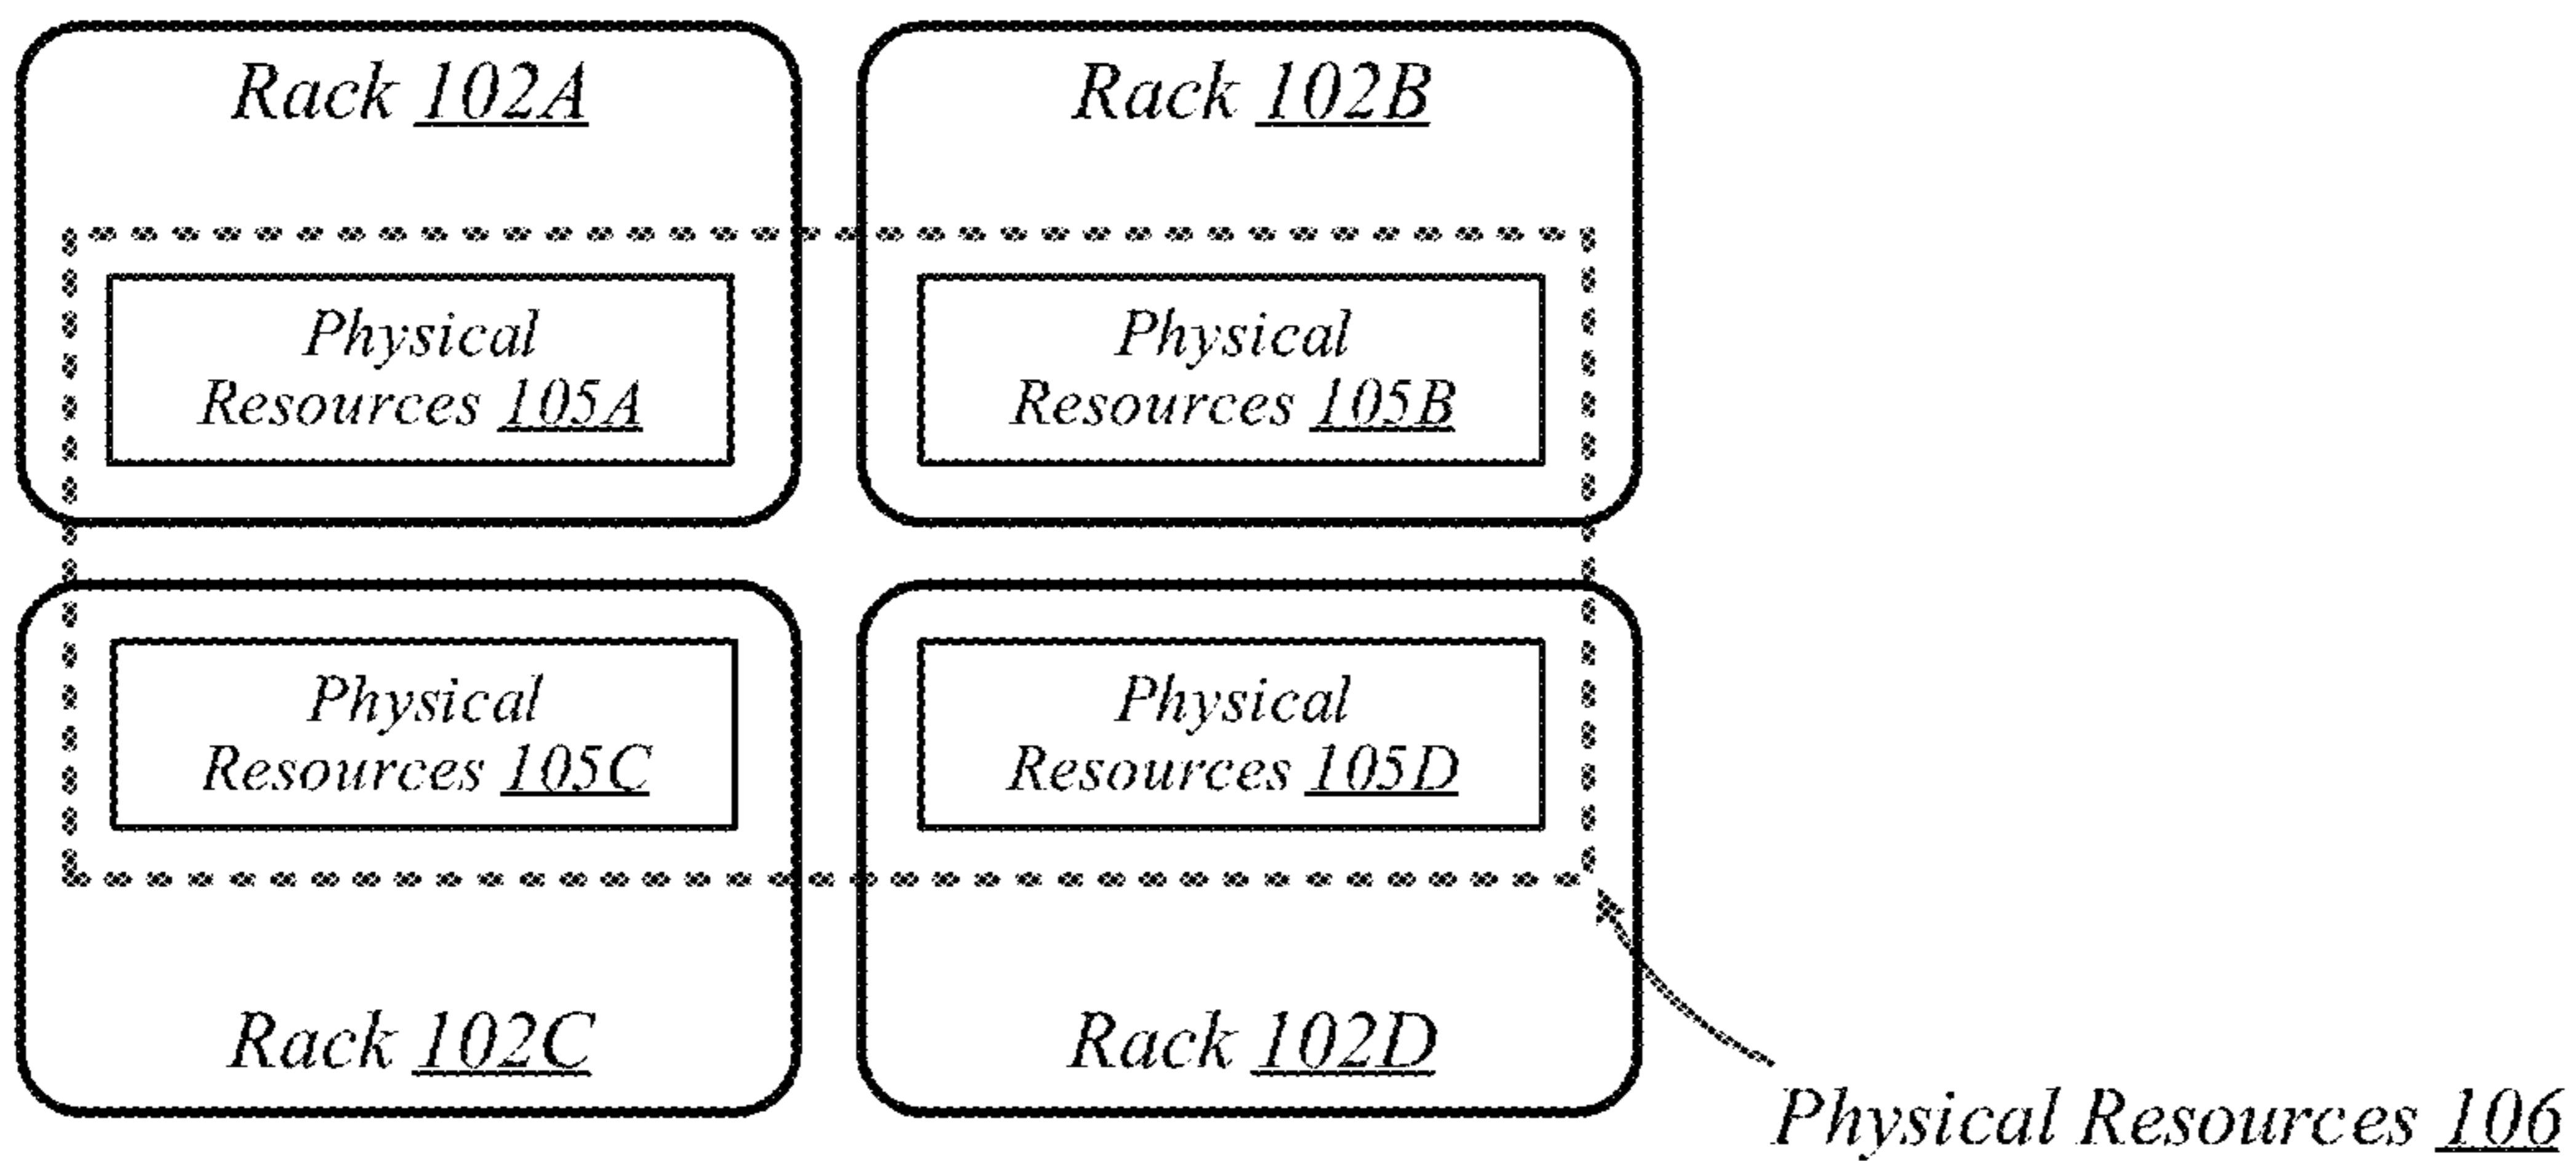 Rack 102A
Rack 102B
Physical
Resources 105A
Physical
Resources 105B
Physical
Resources 105C
Physical
Resources 105D
Rack 102C
Rack 102D
Physical Resources 106